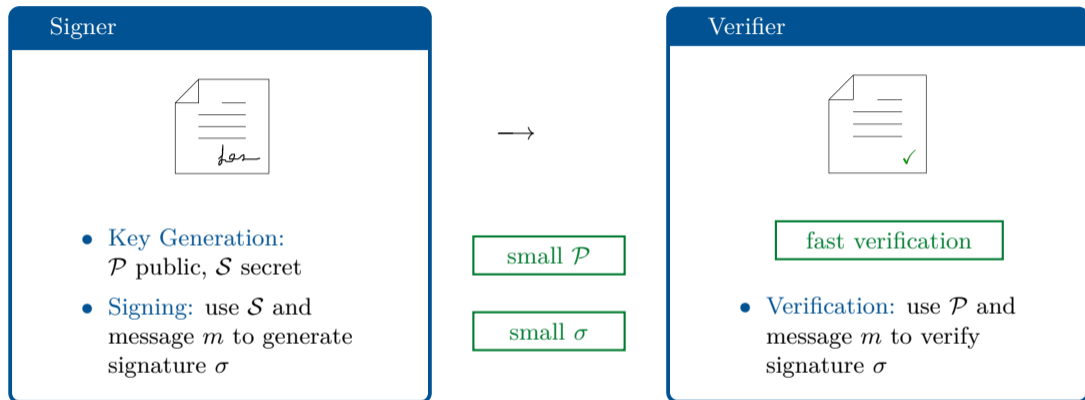 Signer
• Key Generation:
𝒫 public, 𝒮 secret
• Signing: use 𝒮 and
message m to generate
signature σ
→
small 𝒫
small σ
Verifier
✓
fast verification
• Verification: use 𝒫 and
message m to verify
signature σ